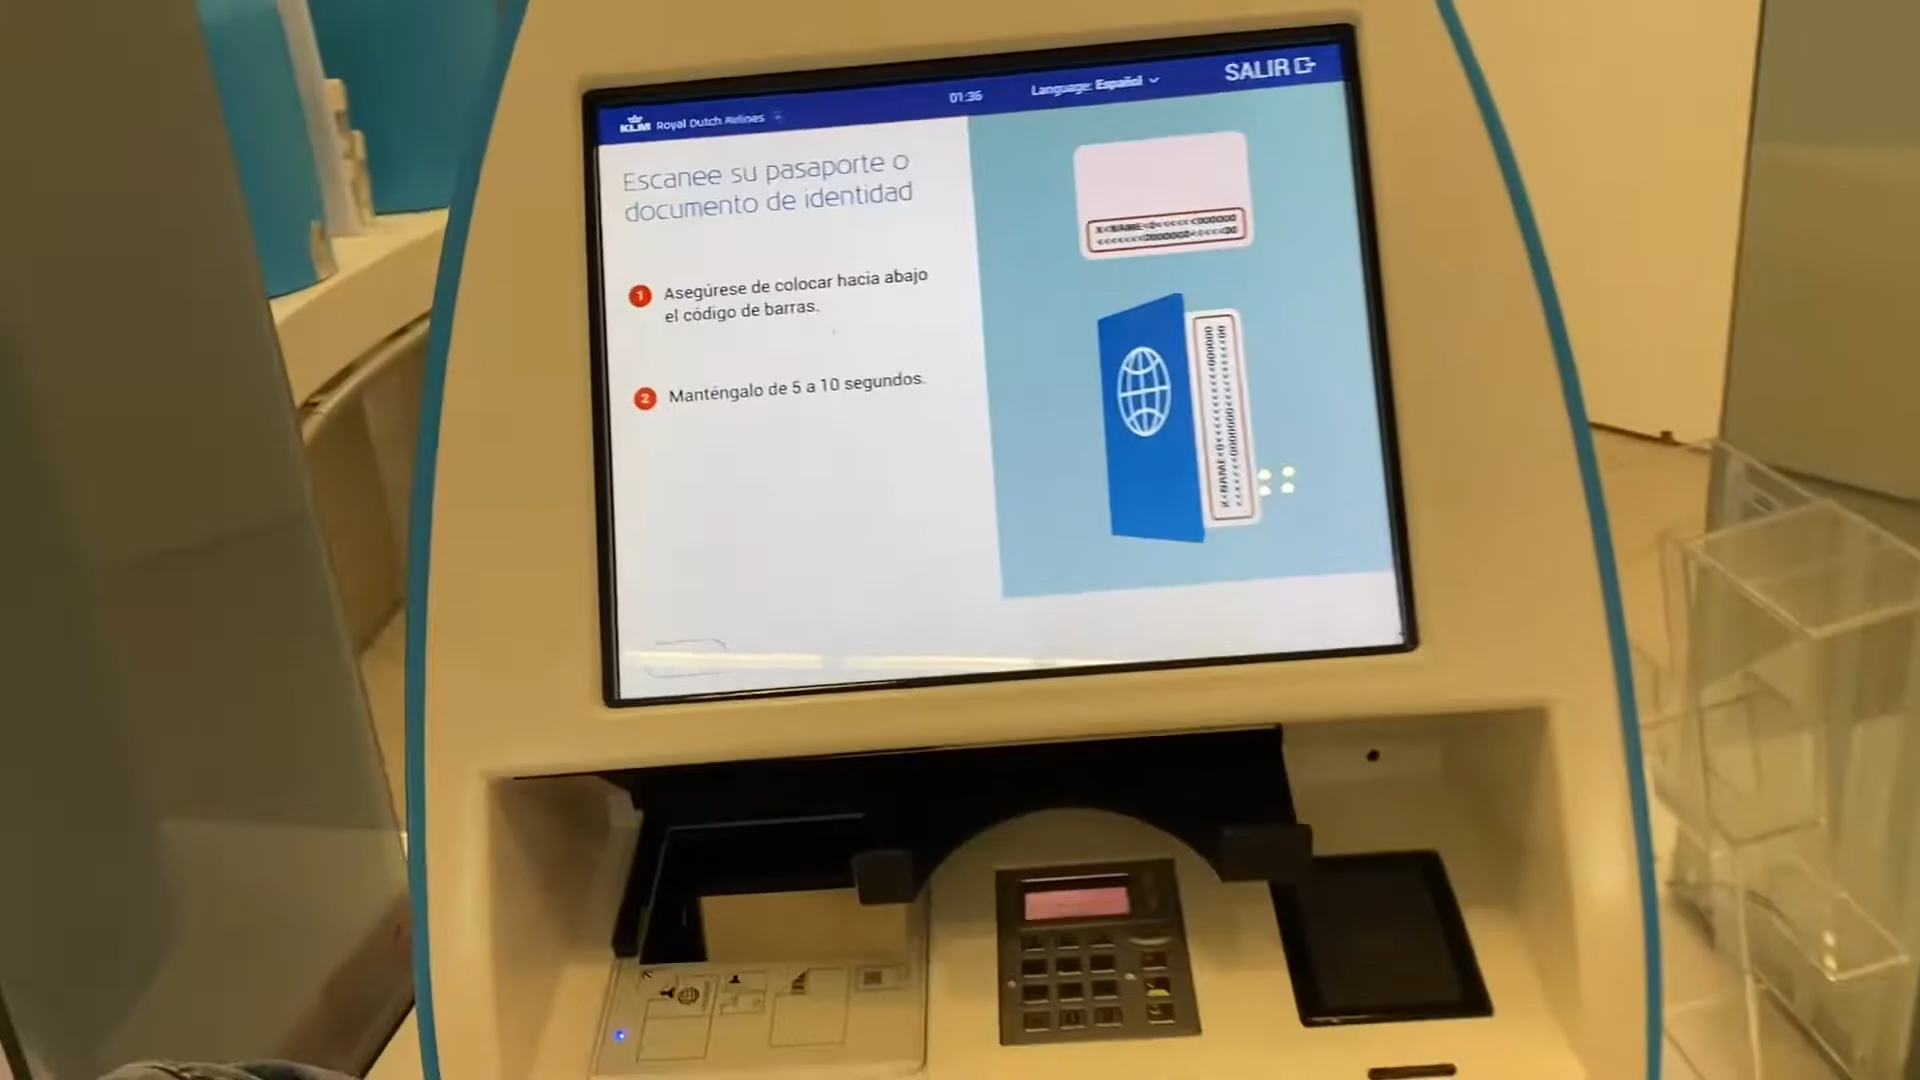 KLM Royal Dutch Airlines
01:36
Language: Español
SALIR
Escanee su pasaporte o
documento de identidad
1 Asegúrese de colocar hacia abajo
el código de barras.
2 Manténgalo de 5 a 10 segundos.